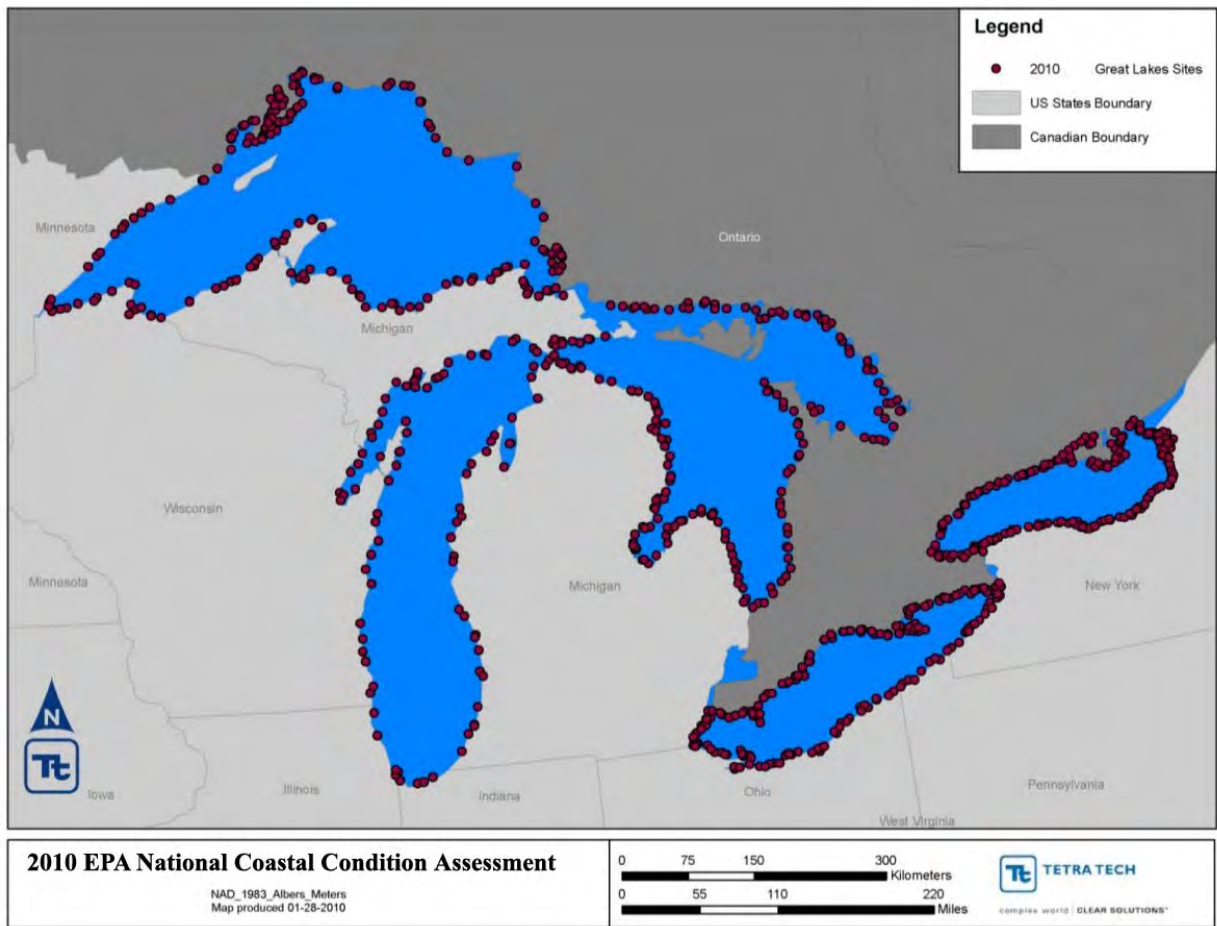 Legend
2010 Great Lakes Sites
US States Boundary
Canadian Boundary
Minnesota
Ontario
Michigan
Wisconsin
Minnesota
Michigan
New York
N
Tt
Iowa
Illinois
Indiana
Ohio
Pennsylvania
West Virginia
2010 EPA National Coastal Condition Assessment
NAD_1983_Albers_Meters
Map produced 01-28-2010
0 75 150 300
Kilometers
0 55 110 220
Miles
Tt TETRA TECH
complex world | CLEAR SOLUTIONS™